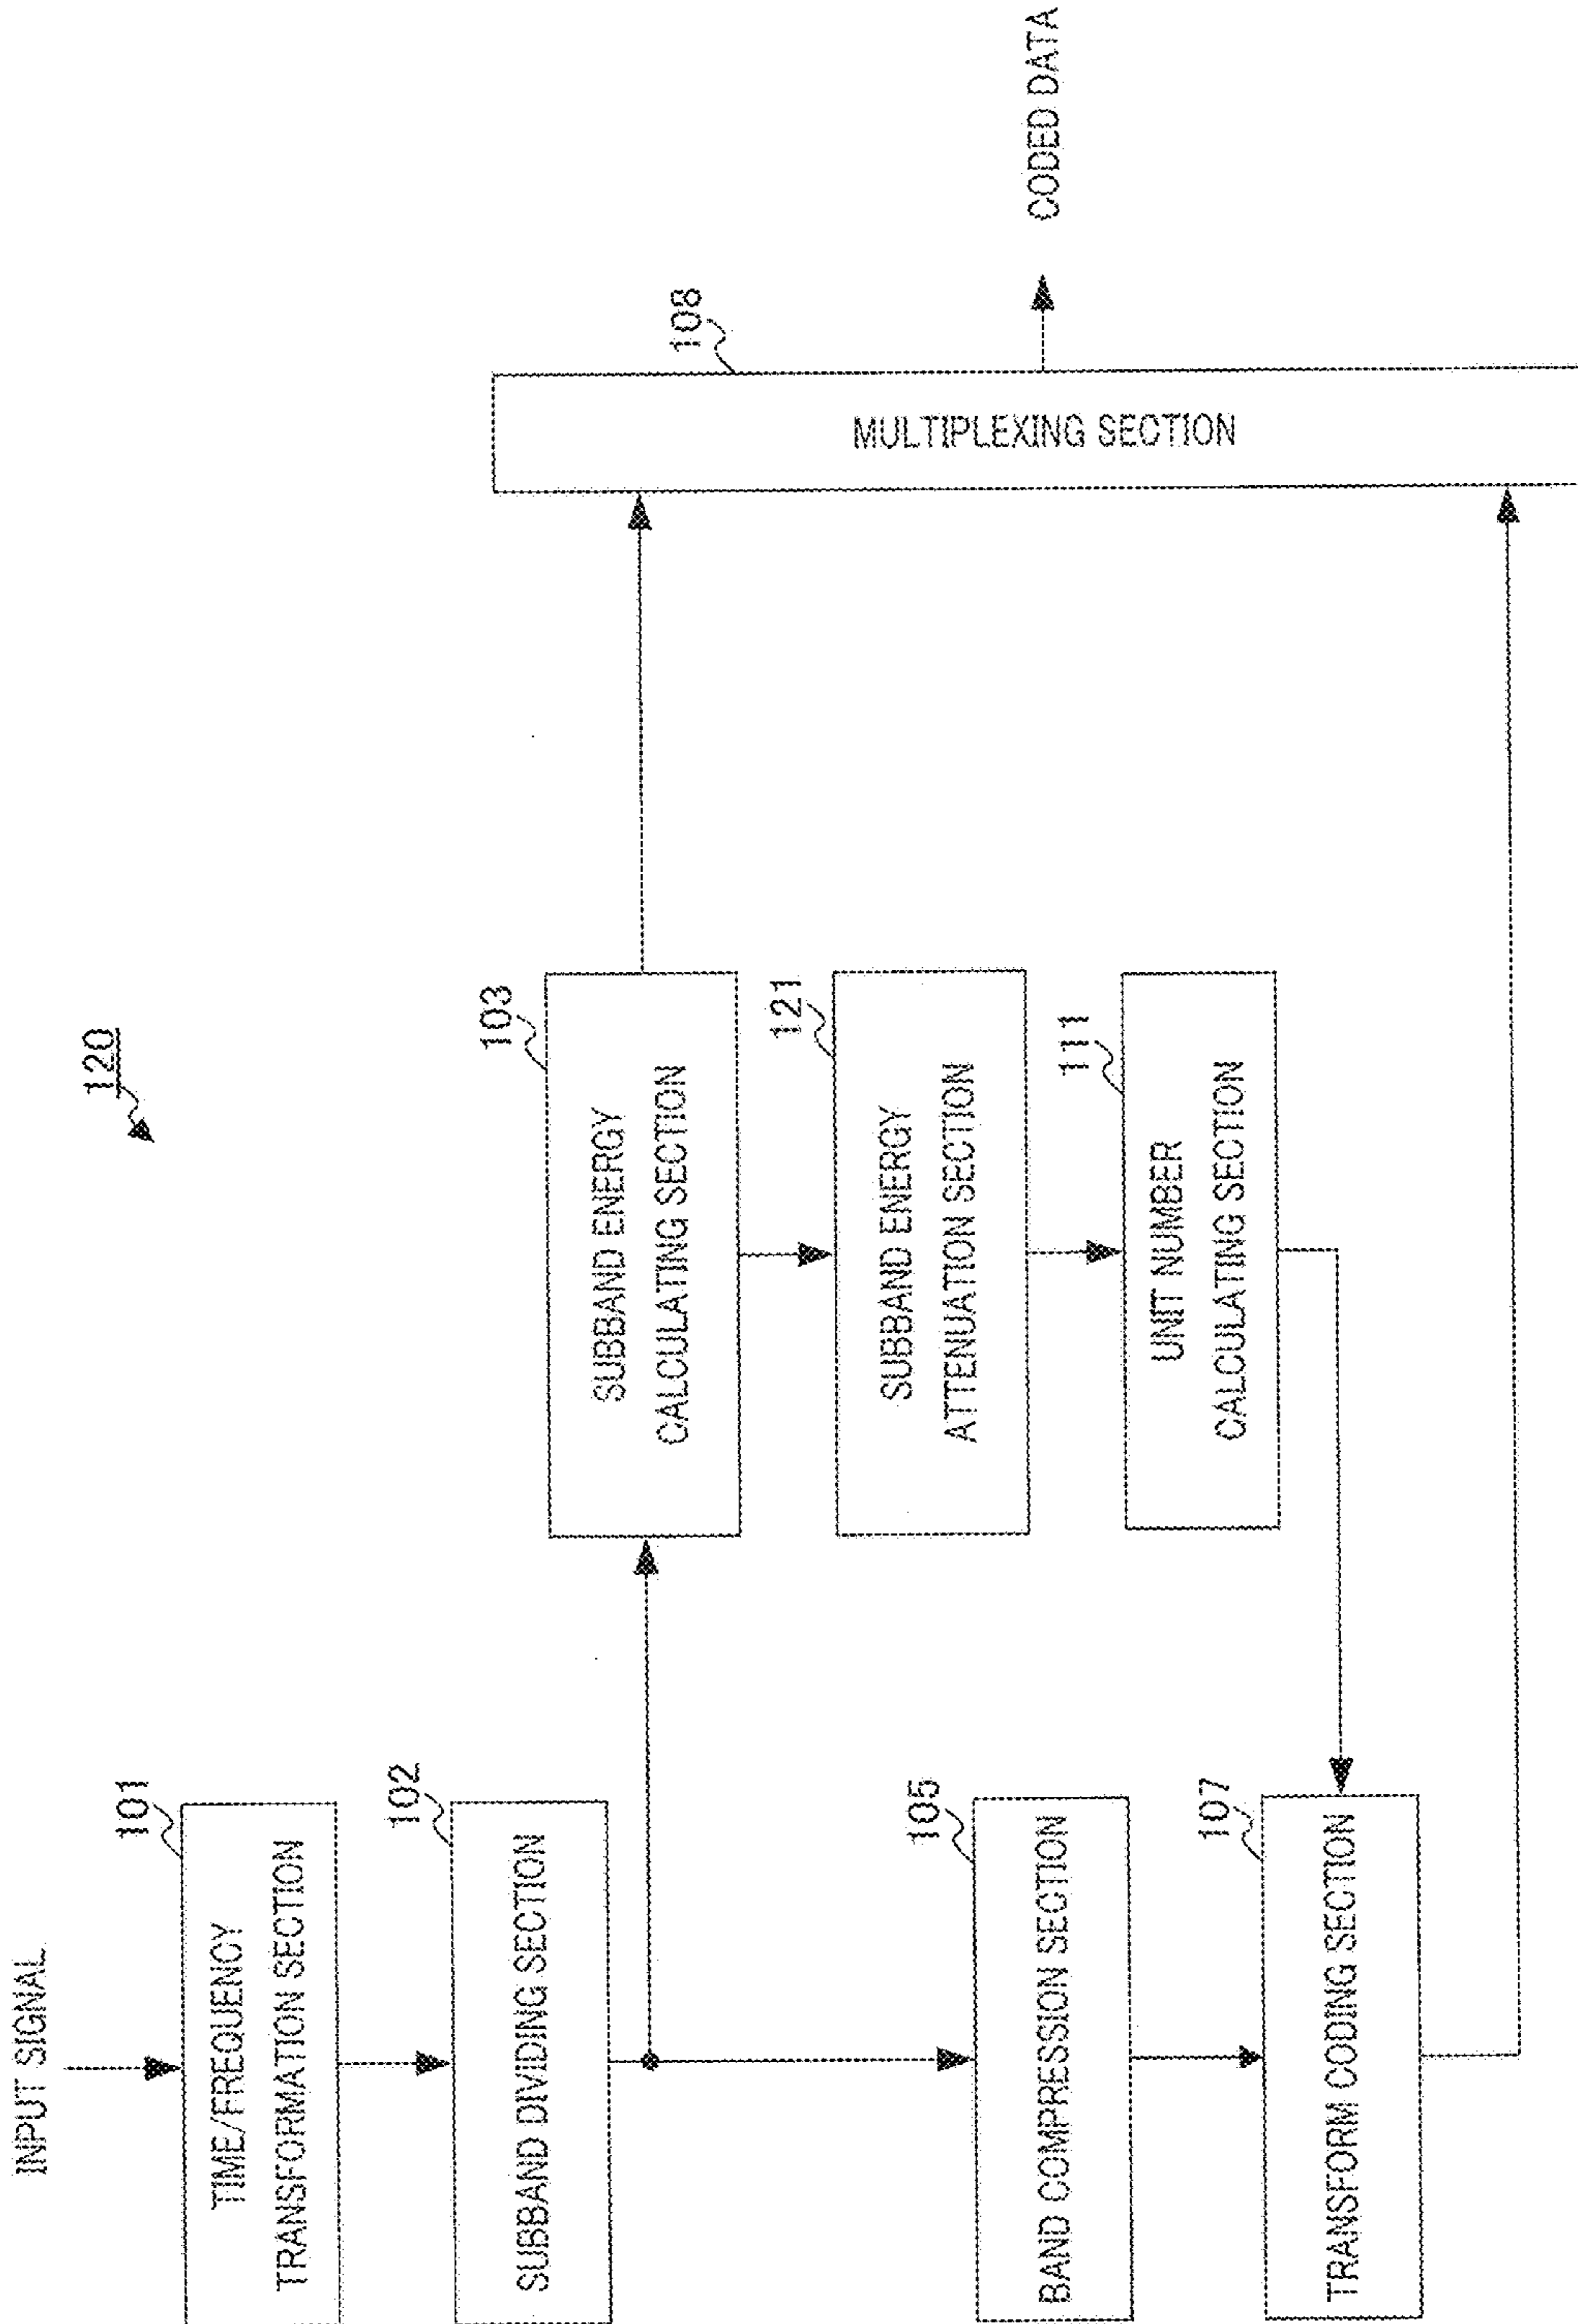 120
INPUT SIGNAL
101
TIME/FREQUENCY
TRANSFORMATION SECTION
102
SUBBAND DIVIDING SECTION
103
SUBBAND ENERGY
CALCULATING SECTION
121
SUBBAND ENERGY
ATTENUATION SECTION
111
UNIT NUMBER
CALCULATING SECTION
105
BAND COMPRESSION SECTION
107
TRANSFORM CODING SECTION
108
MULTIPLEXING SECTION
CODED DATA